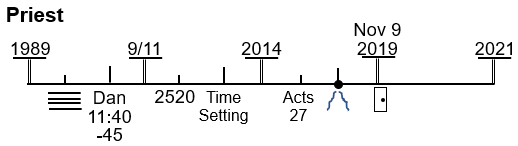 Priest
Nov 9
1989 9/11 2014 2019 2021
Dan 2520 Time Acts
11:40 Setting 27
-45